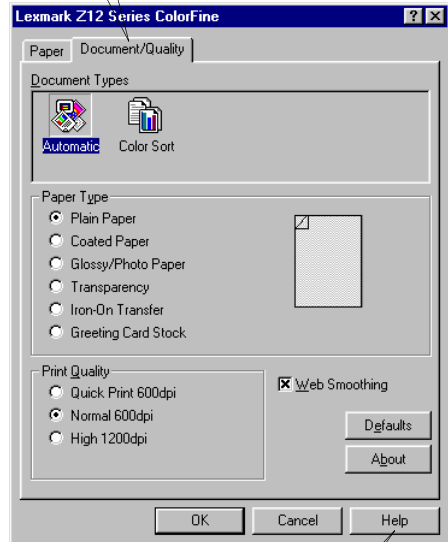 Lexmark Z12 Series ColorFine
Paper Document/Quality
Document Types
Automatic Color Sort
Paper Type
Plain Paper
Coated Paper
Glossy/Photo Paper
Transparency
Iron-On Transfer
Greeting Card Stock
Print Quality
Quick Print 600dpi
Normal 600dpi
High 1200dpi
Web Smoothing
Defaults
About
OK Cancel Help